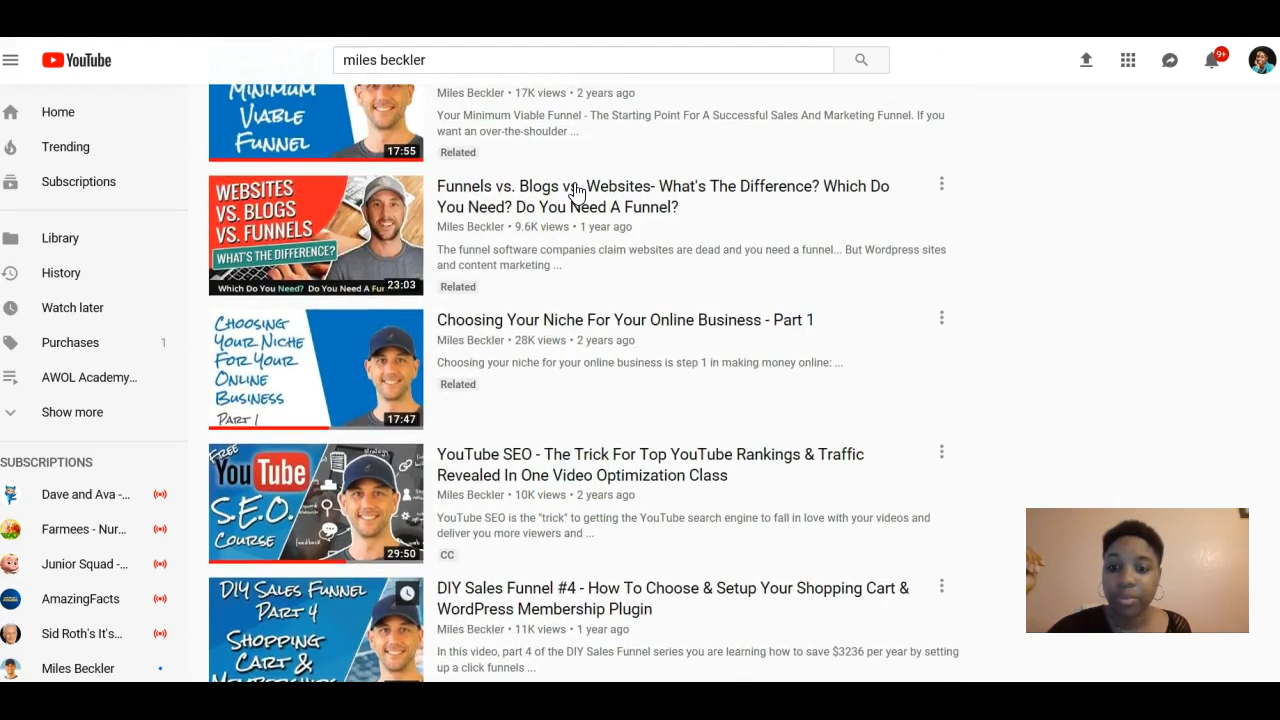 YouTube
miles beckler
9+
Home
Trending
Subscriptions
Library
History
Watch later
Purchases 1
AWOL Academy...
Show more
SUBSCRIPTIONS
Dave and Ava -...
Farmees - Nur...
Junior Squad -...
AmazingFacts
Sid Roth's It's...
Miles Beckler
MINIMUM
VIABLE
FUNNEL
17:55
Miles Beckler • 17K views • 2 years ago
Your Minimum Viable Funnel - The Starting Point For A Successful Sales And Marketing Funnel. If you
want an over-the-shoulder ...
Related
WEBSITES
VS. BLOGS
VS. FUNNELS
WHAT'S THE DIFFERENCE?
Which Do You Need? Do You Need A Fun
23:03
Funnels vs. Blogs vs. Websites- What's The Difference? Which Do
You Need? Do You Need A Funnel?
Miles Beckler • 9.6K views • 1 year ago
The funnel software companies claim websites are dead and you need a funnel... But Wordpress sites
and content marketing ...
Related
CHOOSING
YOUR NICHE
FOR YOUR
ONLINE
BUSINESS
PART 1
17:47
Choosing Your Niche For Your Online Business - Part 1
Miles Beckler • 28K views • 2 years ago
Choosing your niche for your online business is step 1 in making money online: ...
Related
FREE
YouTube
S.E.O.
COURSE
strategy
feedback
29:50
YouTube SEO - The Trick For Top YouTube Rankings & Traffic
Revealed In One Video Optimization Class
Miles Beckler • 10K views • 2 years ago
YouTube SEO is the "trick" to getting the YouTube search engine to fall in love with your videos and
deliver you more viewers and ...
CC
DIY SALES FUNNEL
PART 4
SHOPPING
CART &
DIY Sales Funnel #4 - How To Choose & Setup Your Shopping Cart &
WordPress Membership Plugin
Miles Beckler • 11K views • 1 year ago
In this video, part 4 of the DIY Sales Funnel series you are learning how to save $3236 per year by setting
up a click funnels ...